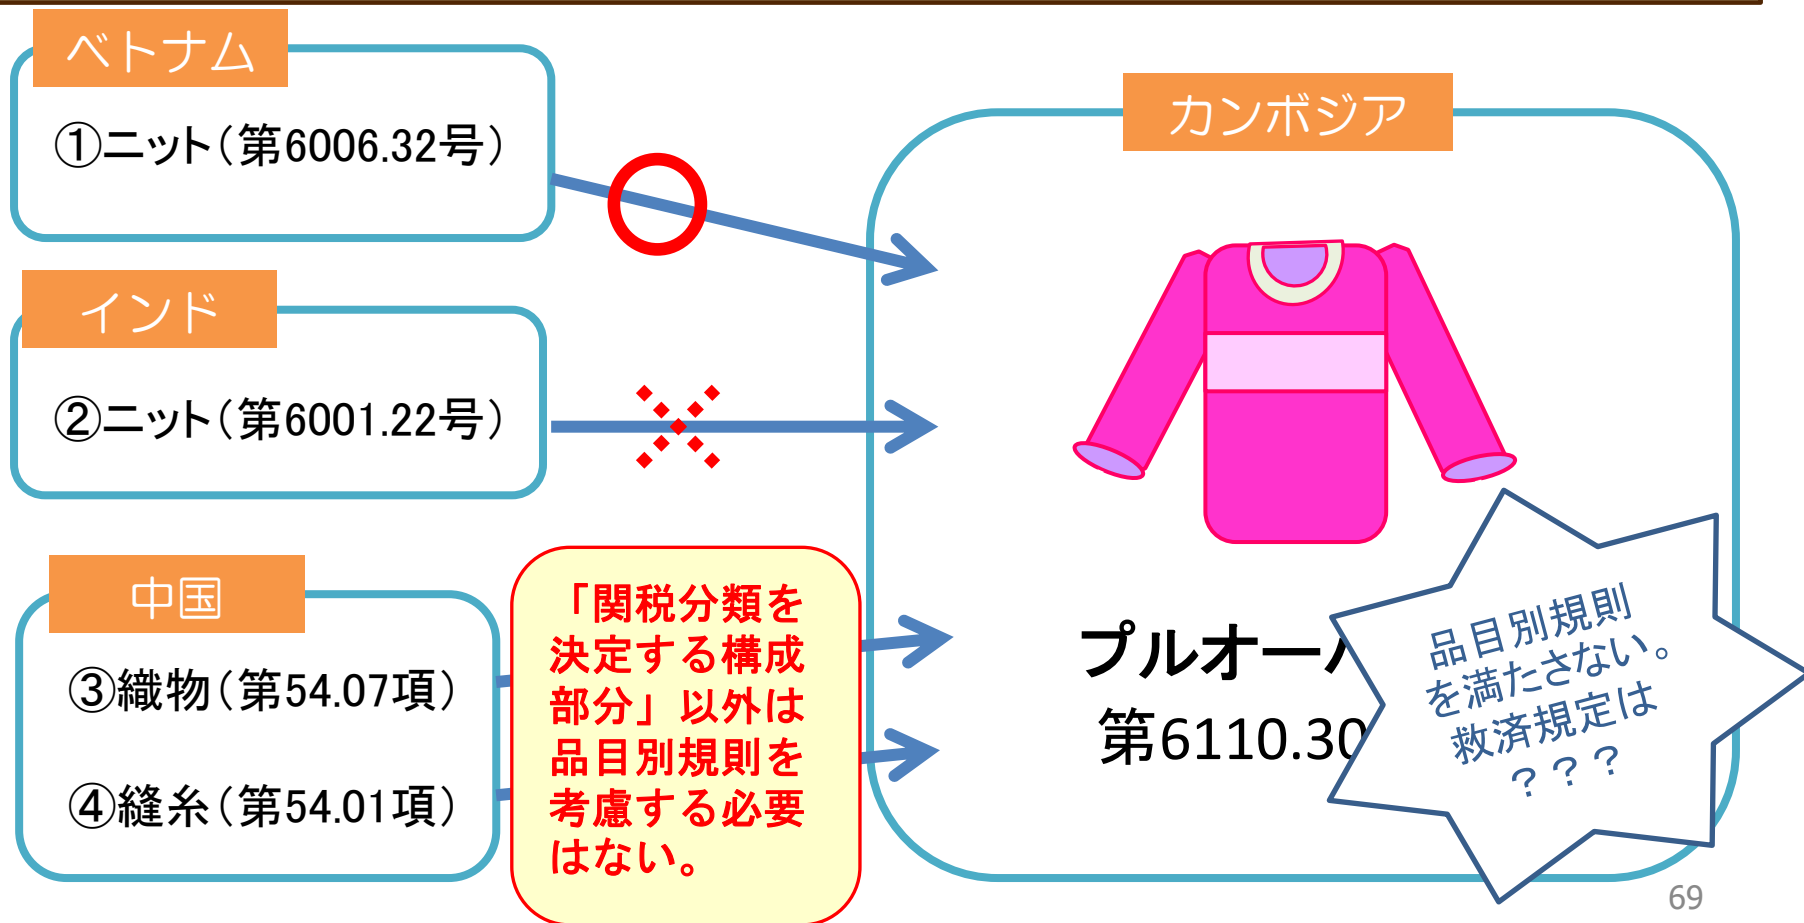 ベトナム
①ニット(第6006.32号)
インド
②ニット(第6001.22号)
中国
③織物(第54.07項)
④縫糸(第54.01項)
「関税分類を
決定する構成
部分」以外は
品目別規則を
考慮する必要
はない。
カンボジア
プルオー
第6110.30
品目別規則
を満たさない。
救済規定は
???
69